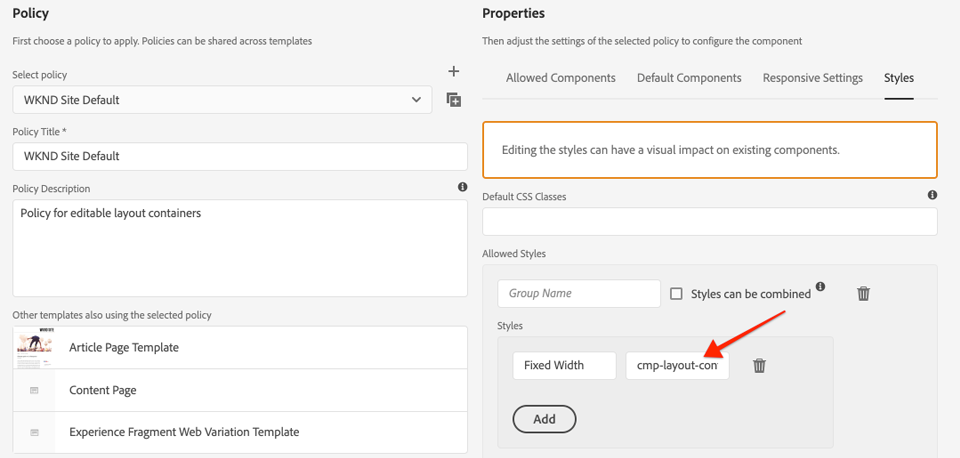 Policy
First choose a policy to apply. Policies can be shared across templates
Select policy
WKND Site Default
Policy Title *
WKND Site Default
Policy Description
Policy for editable layout containers
Other templates also using the selected policy
Article Page Template
Content Page
Experience Fragment Web Variation Template
Properties
Then adjust the settings of the selected policy to configure the component
Allowed Components Default Components Responsive Settings Styles
Editing the styles can have a visual impact on existing components.
Default CSS Classes
Allowed Styles
Group Name Styles can be combined
Styles
Fixed Width cmp-layout-con
Add